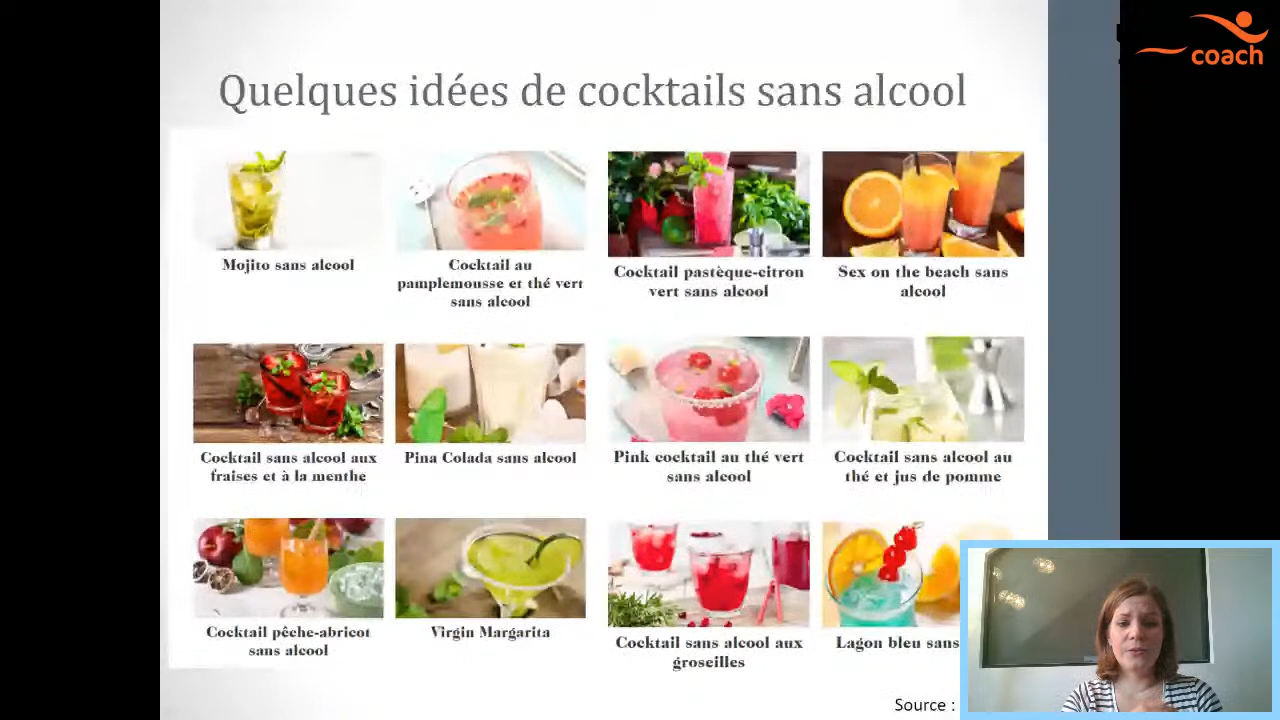 coach
Quelques idées de cocktails sans alcool
Mojito sans alcool
Cocktail au
pamplemousse et thé vert
sans alcool
Cocktail pastèque-citron
vert sans alcool
Sex on the beach sans
alcool
Cocktail sans alcool aux
fraises et à la menthe
Pina Colada sans alcool
Pink cocktail au thé vert
sans alcool
Cocktail sans alcool au
thé et jus de pomme
Cocktail pêche-abricot
sans alcool
Virgin Margarita
Cocktail sans alcool aux
groseilles
Lagon bleu sans
Source :